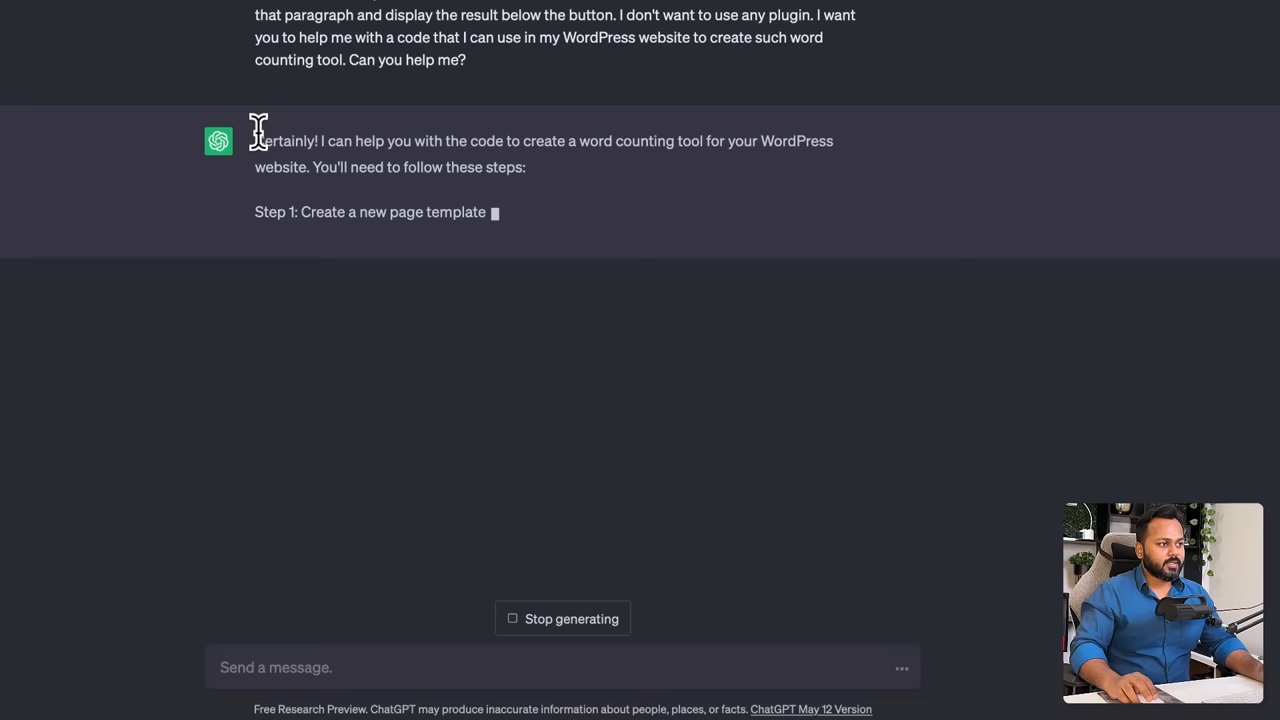 that paragraph and display the result below the button. I don't want to use any plugin. I want
you to help me with a code that I can use in my WordPress website to create such word
counting tool. Can you help me?
Certainly! I can help you with the code to create a word counting tool for your WordPress
website. You'll need to follow these steps:
Step 1: Create a new page template
Stop generating
Send a message.
Free Research Preview. ChatGPT may produce inaccurate information about people, places, or facts. ChatGPT May 12 Version